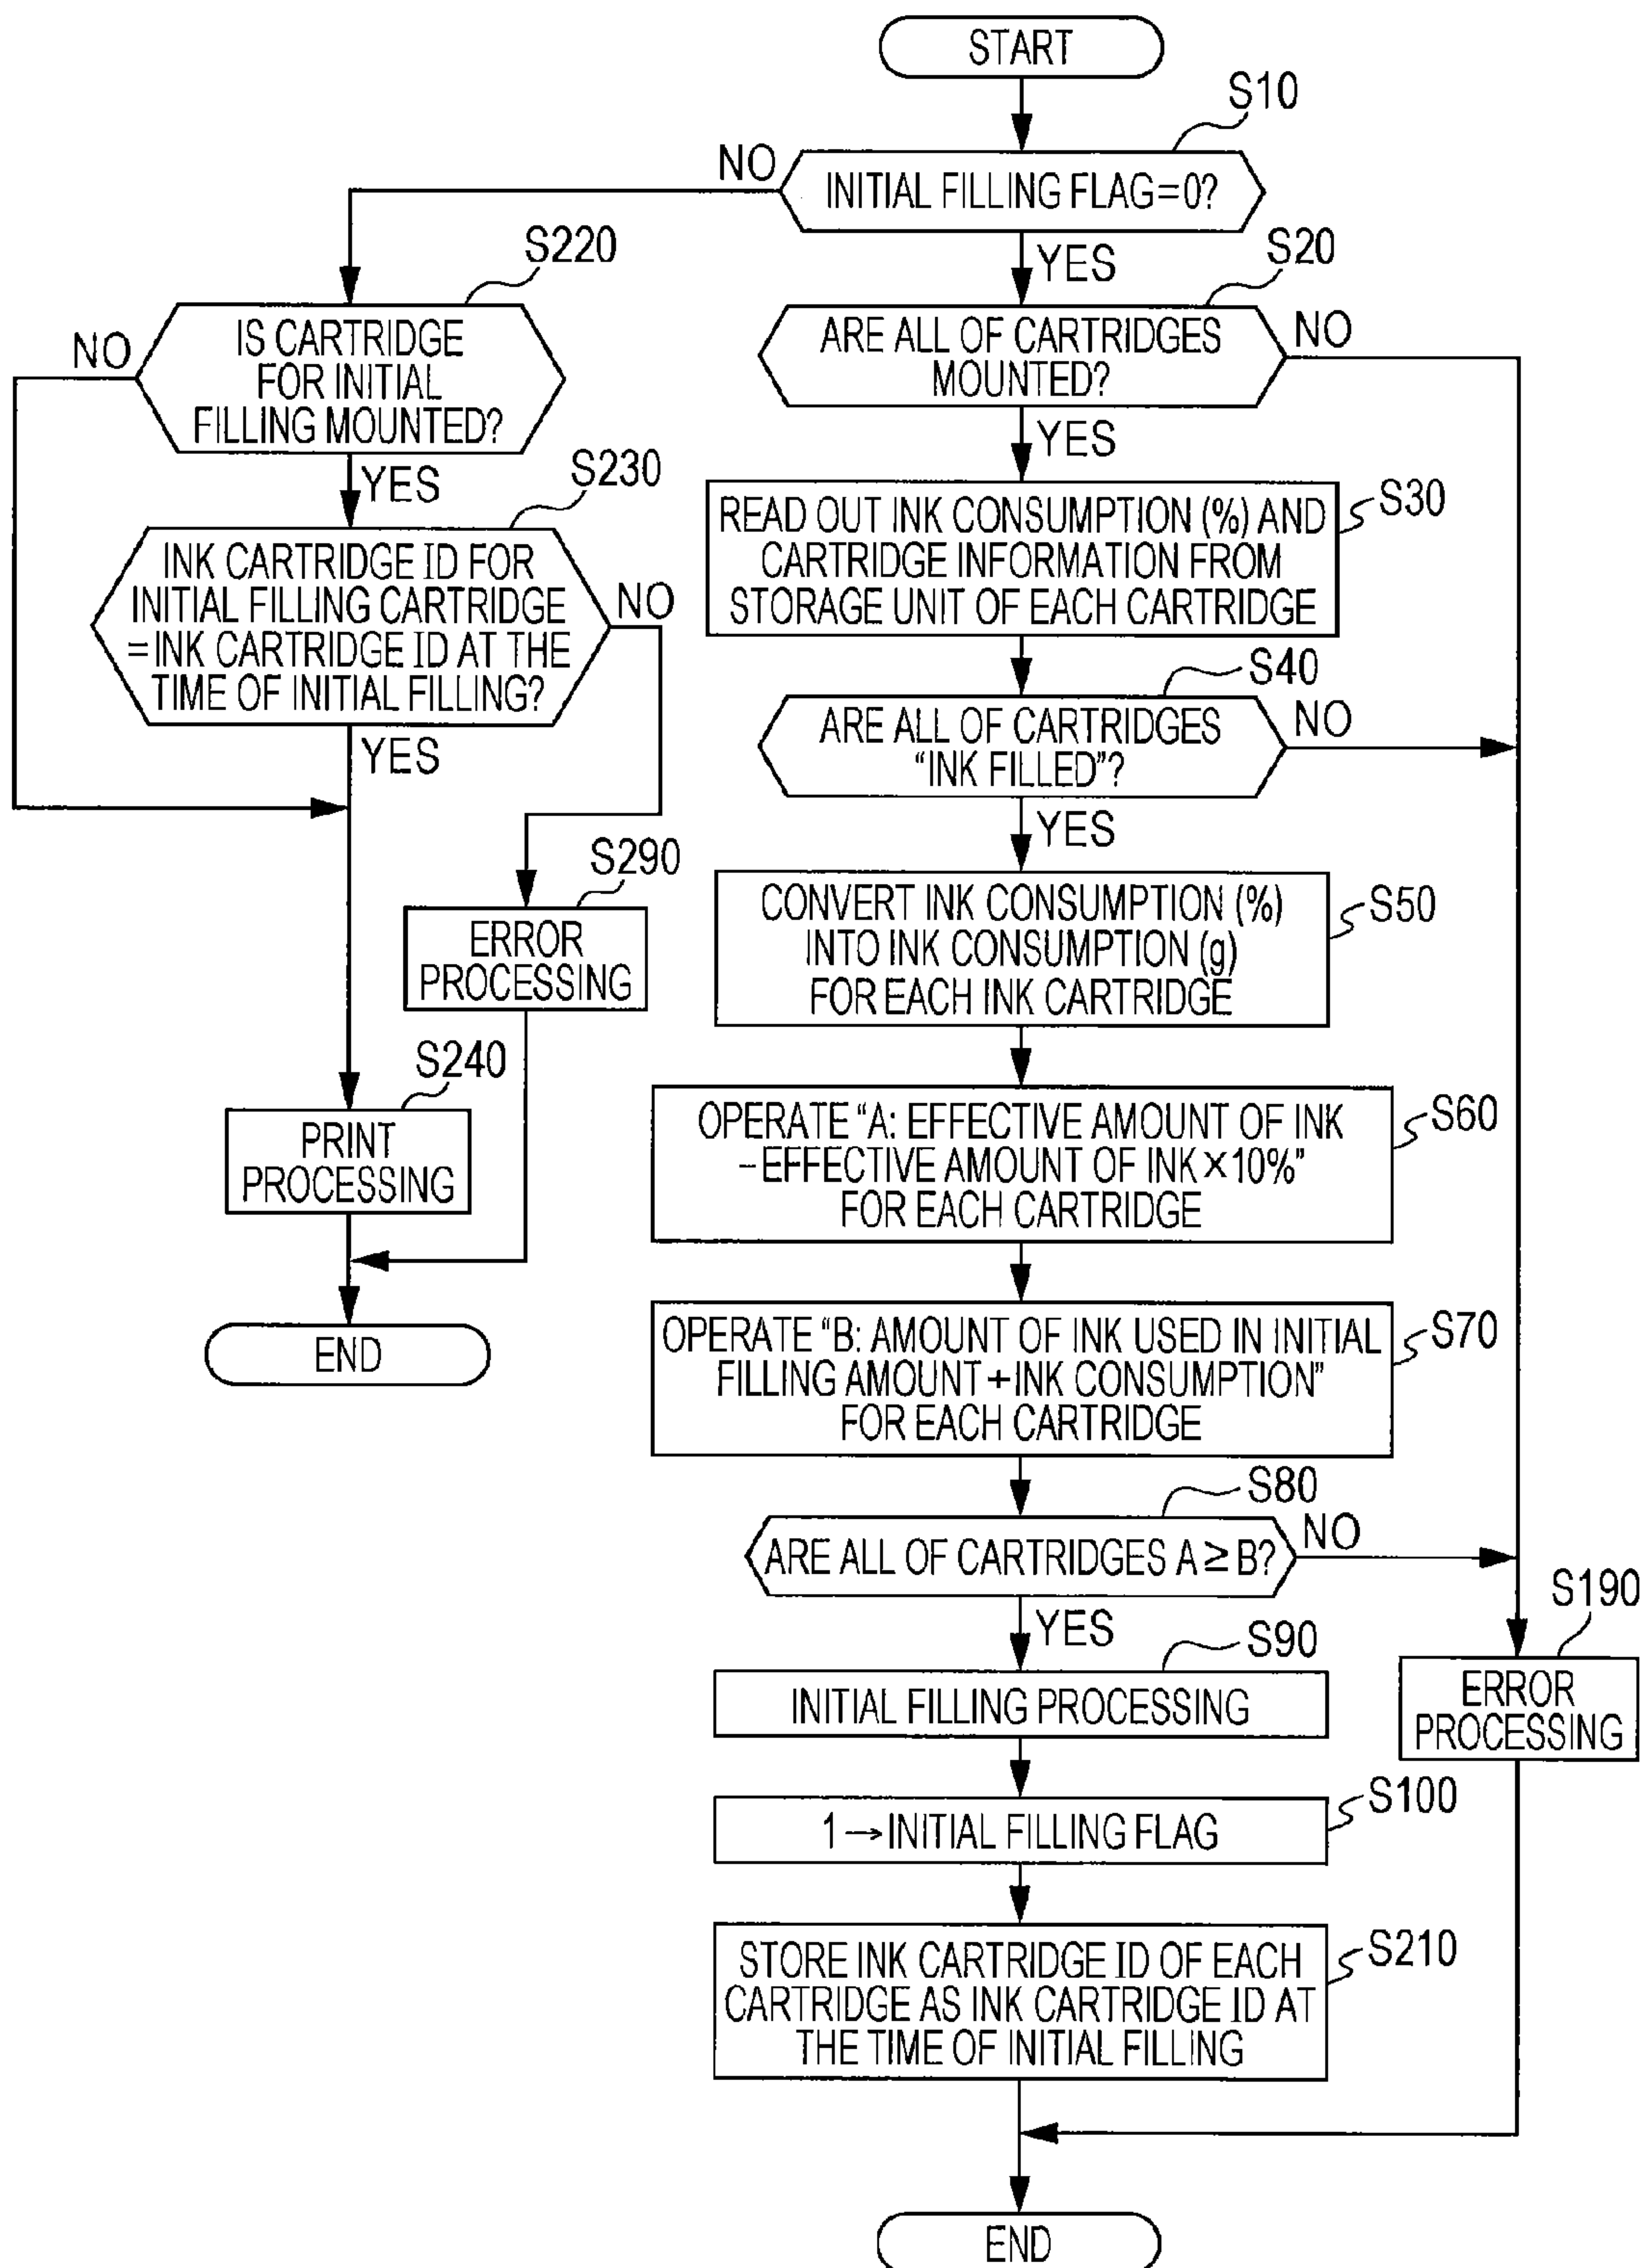 START
S10
NO
INITIAL FILLING FLAG=0?
S220
YES
S20
IS CARTRIDGE
FOR INITIAL
FILLING MOUNTED?
NO
ARE ALL OF CARTRIDGES
MOUNTED?
NO
YES
S230
YES
S30
READ OUT INK CONSUMPTION (%) AND
CARTRIDGE INFORMATION FROM
STORAGE UNIT OF EACH CARTRIDGE
INK CARTRIDGE ID FOR
INITIAL FILLING CARTRIDGE
=INK CARTRIDGE ID AT THE
TIME OF INITIAL FILLING?
NO
S40
ARE ALL OF CARTRIDGES
“INK FILLED”?
NO
YES
YES
S290
ERROR
PROCESSING
CONVERT INK CONSUMPTION (%)
INTO INK CONSUMPTION (g)
FOR EACH INK CARTRIDGE
S50
S240
PRINT
PROCESSING
OPERATE “A: EFFECTIVE AMOUNT OF INK
−EFFECTIVE AMOUNT OF INK×10%”
FOR EACH CARTRIDGE
S60
END
OPERATE “B: AMOUNT OF INK USED IN INITIAL
FILLING AMOUNT+INK CONSUMPTION”
FOR EACH CARTRIDGE
S70
S80
ARE ALL OF CARTRIDGES A≥B?
NO
YES
S90
S190
INITIAL FILLING PROCESSING
ERROR
PROCESSING
S100
1→INITIAL FILLING FLAG
STORE INK CARTRIDGE ID OF EACH
CARTRIDGE AS INK CARTRIDGE ID AT
THE TIME OF INITIAL FILLING
S210
END